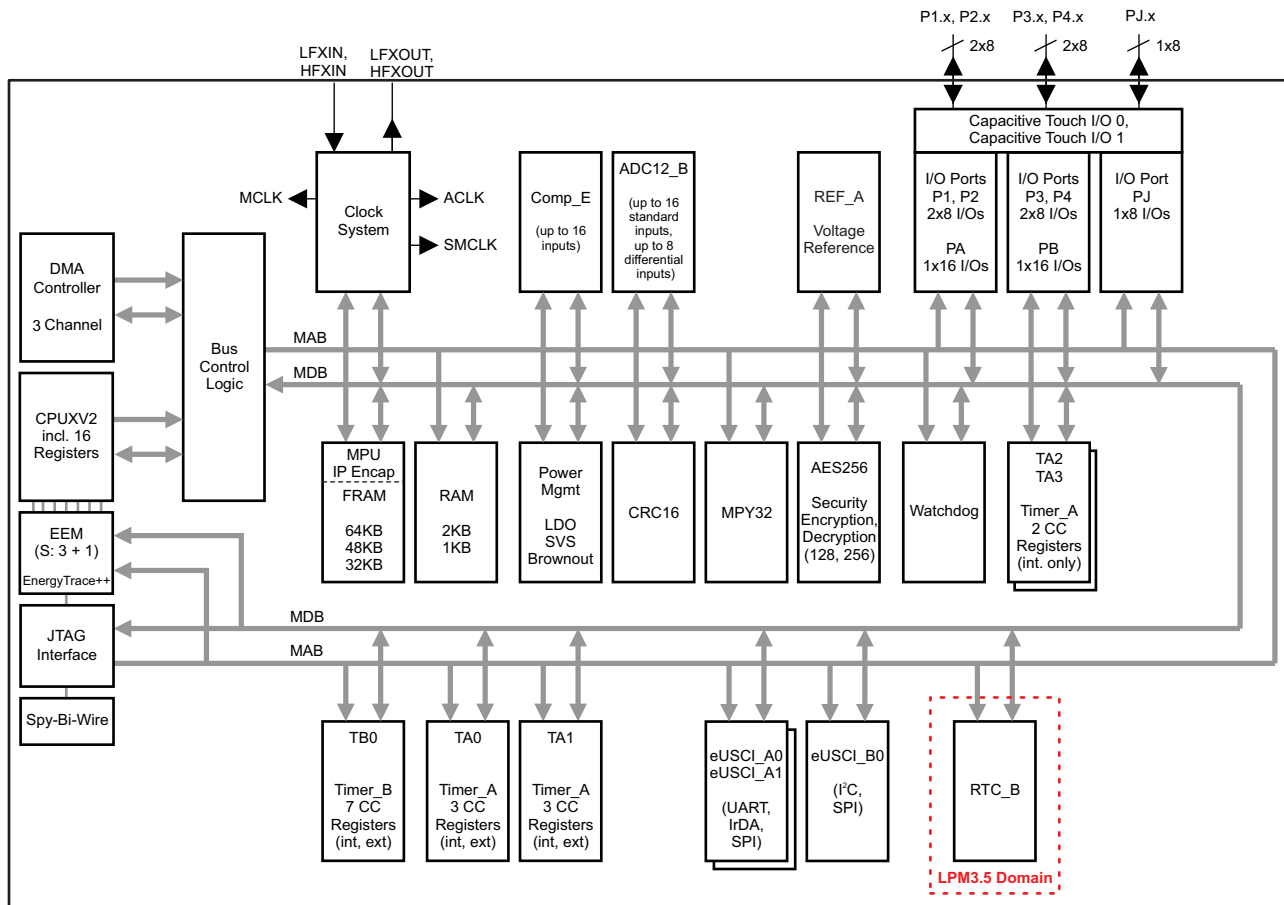 P1.x, P2.x
P3.x, P4.x
PJ.x
2x8
2x8
1x8
LFXIN,
HFXIN
LFXOUT,
HFXOUT
Capacitive Touch I/O 0,
Capacitive Touch I/O 1
MCLK
Clock
System
ACLK
SMCLK
Comp_E
(up to 16
inputs)
ADC12_B
(up to 16
standard
inputs,
up to 8
differential
inputs)
REF_A
Voltage
Reference
I/O Ports
P1, P2
2x8 I/Os
PA
1x16 I/Os
I/O Ports
P3, P4
2x8 I/Os
PB
1x16 I/Os
I/O Port
PJ
1x8 I/Os
DMA
Controller
3 Channel
Bus
Control
Logic
MAB
MDB
CPUXV2
incl. 16
Registers
MPU
IP Encap
FRAM
64KB
48KB
32KB
RAM
2KB
1KB
Power
Mgmt
LDO
SVS
Brownout
CRC16
MPY32
AES256
Security
Encryption,
Decryption
(128, 256)
Watchdog
TA2
TA3
Timer_A
2 CC
Registers
(int. only)
EEM
(S: 3 + 1)
EnergyTrace++
MDB
JTAG
Interface
MAB
Spy-Bi-Wire
TB0
Timer_B
7 CC
Registers
(int, ext)
TA0
Timer_A
3 CC
Registers
(int, ext)
TA1
Timer_A
3 CC
Registers
(int, ext)
eUSCI_A0
eUSCI_A1
(UART,
IrDA,
SPI)
eUSCI_B0
(I²C,
SPI)
RTC_B
LPM3.5 Domain